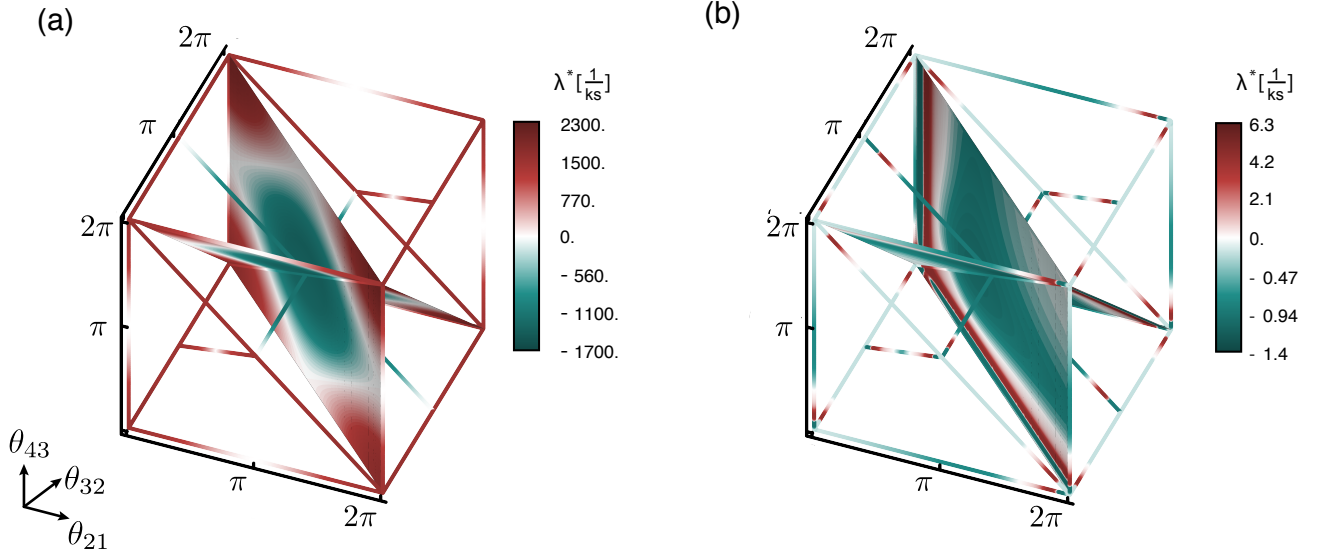 (a)
2π
π
2π
π
π
2π
θ43
θ32
θ21
λ*[1/ks]
2300.
1500.
770.
0.
- 560.
- 1100.
- 1700.
(b)
2π
π
2π
π
π
2π
λ*[1/ks]
6.3
4.2
2.1
0.
- 0.47
- 0.94
- 1.4